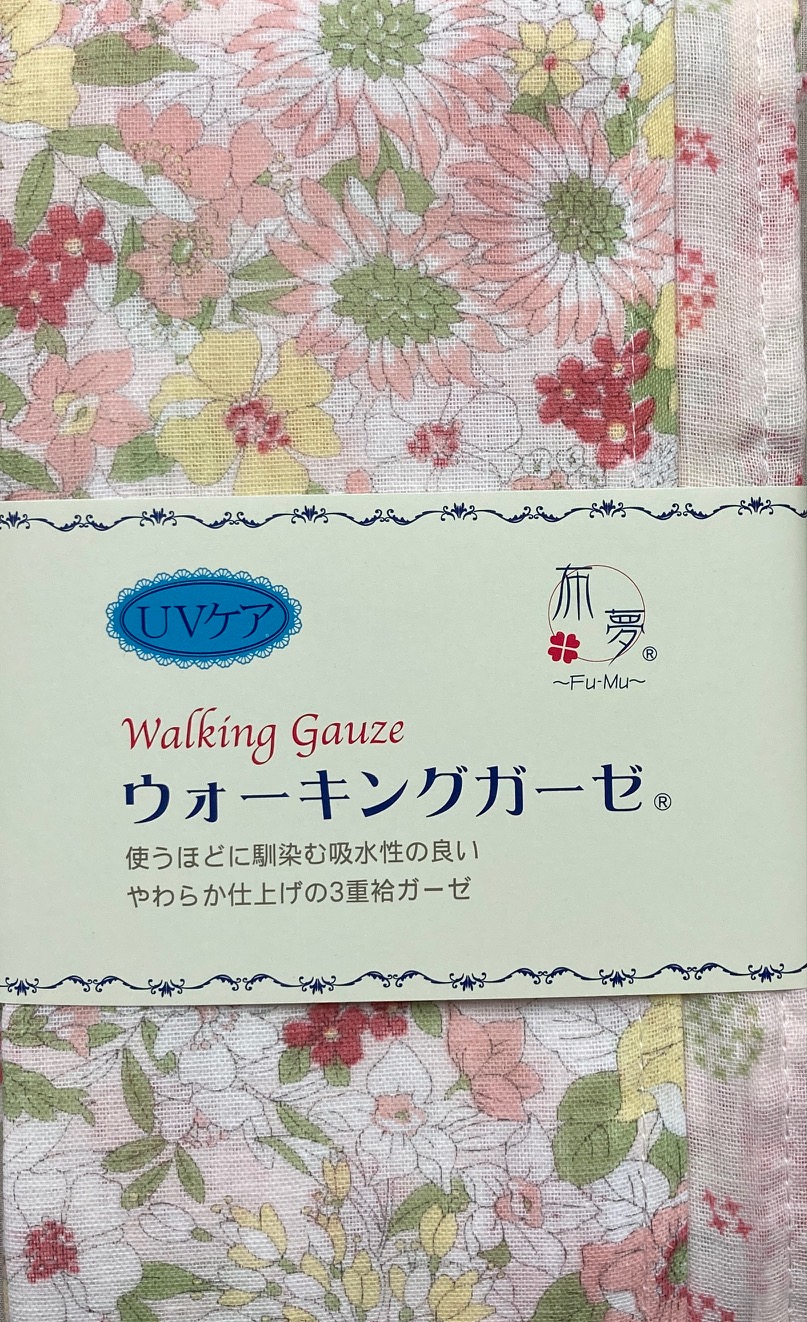 UVケア
布夢®
～Fu-Mu～
Walking Gauze
ウォーキングガーゼ®
使うほどに馴染む吸水性の良い
やわらか仕上げの3重袷ガーゼ